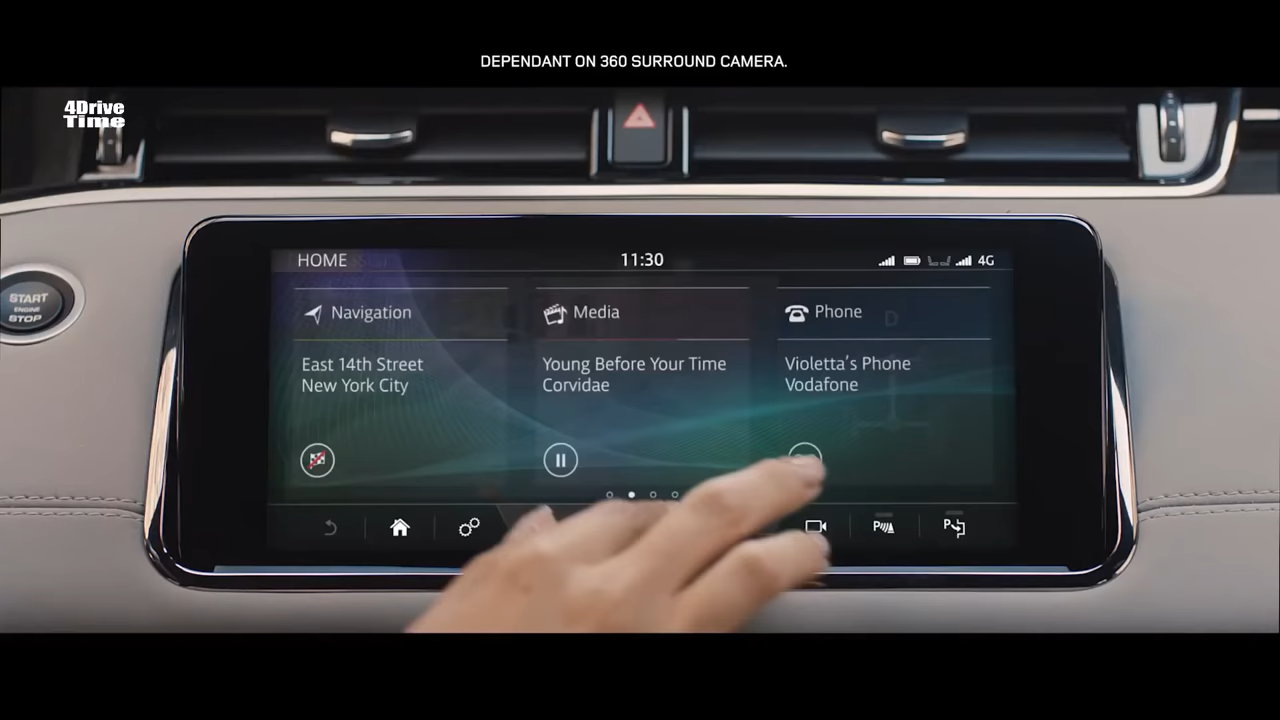 DEPENDANT ON 360 SURROUND CAMERA.
4Drive
Time
HOME
11:30
4G
START
ENGINE
STOP
Navigation
Media
Phone
D
East 14th Street
New York City
Young Before Your Time
Corvidae
Violetta's Phone
Vodafone
P
P